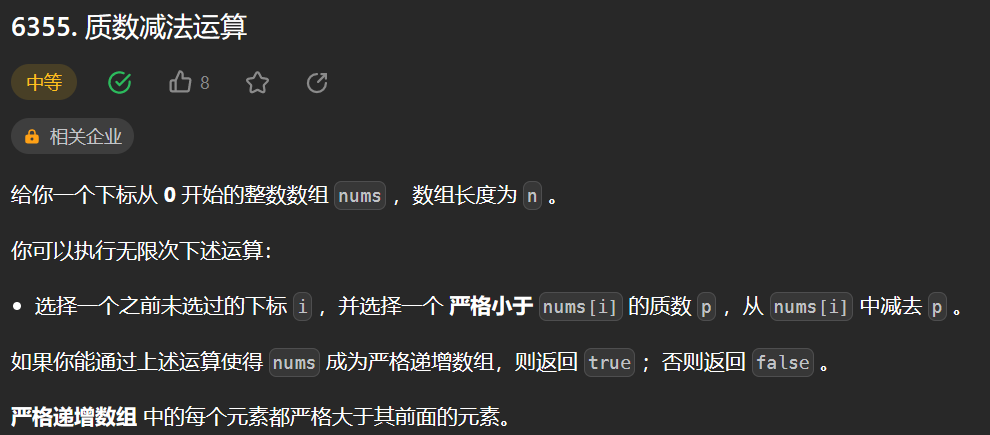 6355. 质数减法运算
中等 8
相关企业
给你一个下标从 0 开始的整数数组 nums ，数组长度为 n 。
你可以执行无限次下述运算：
• 选择一个之前未选过的下标 i ，并选择一个 严格小于 nums[i] 的质数 p ，从 nums[i] 中减去 p 。
如果你能通过上述运算使得 nums 成为严格递增数组，则返回 true ；否则返回 false 。
严格递增数组 中的每个元素都严格大于其前面的元素。